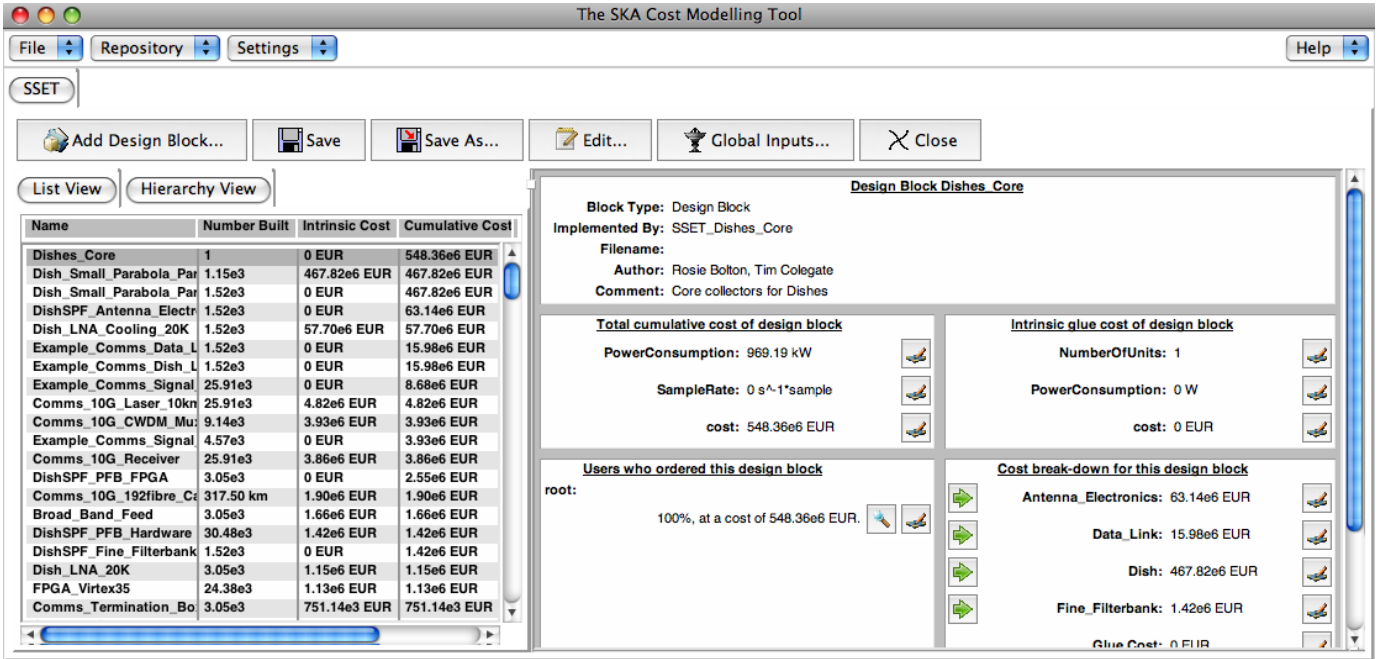 The SKA Cost Modelling Tool
File Repository Settings Help
SSET
Add Design Block... Save Save As... Edit... Global Inputs... Close
List View Hierarchy View
Name Number Built Intrinsic Cost Cumulative Cost
Dishes_Core 1 0 EUR 548.36e6 EUR
Dish_Small_Parabola_Par 1.15e3 467.82e6 EUR 467.82e6 EUR
Dish_Small_Parabola_Par 1.52e3 0 EUR 467.82e6 EUR
DishSPF_Antenna_Electr 1.52e3 0 EUR 63.14e6 EUR
Dish_LNA_Cooling_20K 1.52e3 57.70e6 EUR 57.70e6 EUR
Example_Comms_Data_L 1.52e3 0 EUR 15.98e6 EUR
Example_Comms_Dish_L 1.52e3 0 EUR 15.98e6 EUR
Example_Comms_Signal_ 25.91e3 0 EUR 8.68e6 EUR
Comms_10G_Laser_10km 25.91e3 4.82e6 EUR 4.82e6 EUR
Comms_10G_CWDM_Mu 9.14e3 3.93e6 EUR 3.93e6 EUR
Example_Comms_Signal_ 4.57e3 0 EUR 3.93e6 EUR
Comms_10G_Receiver 25.91e3 3.86e6 EUR 3.86e6 EUR
DishSPF_PFB_FPGA 3.05e3 0 EUR 2.55e6 EUR
Comms_10G_192fibre_Ca 317.50 km 1.90e6 EUR 1.90e6 EUR
Broad_Band_Feed 3.05e3 1.66e6 EUR 1.66e6 EUR
DishSPF_PFB_Hardware 30.48e3 1.42e6 EUR 1.42e6 EUR
DishSPF_Fine_Filterbank 1.52e3 0 EUR 1.42e6 EUR
Dish_LNA_20K 3.05e3 1.15e6 EUR 1.15e6 EUR
FPGA_Virtex35 24.38e3 1.13e6 EUR 1.13e6 EUR
Comms_Termination_Bo 3.05e3 751.14e3 EUR 751.14e3 EUR
Design Block Dishes_Core
Block Type: Design Block
Implemented By: SSET_Dishes_Core
Filename:
Author: Rosie Bolton, Tim Colegate
Comment: Core collectors for Dishes
Total cumulative cost of design block
PowerConsumption: 969.19 kW
SampleRate: 0 s^-1*sample
cost: 548.36e6 EUR
Intrinsic glue cost of design block
NumberOfUnits: 1
PowerConsumption: 0 W
cost: 0 EUR
Users who ordered this design block
root:
100%, at a cost of 548.36e6 EUR.
Cost break-down for this design block
Antenna_Electronics: 63.14e6 EUR
Data_Link: 15.98e6 EUR
Dish: 467.82e6 EUR
Fine_Filterbank: 1.42e6 EUR
Glue Cost: 0 EUR